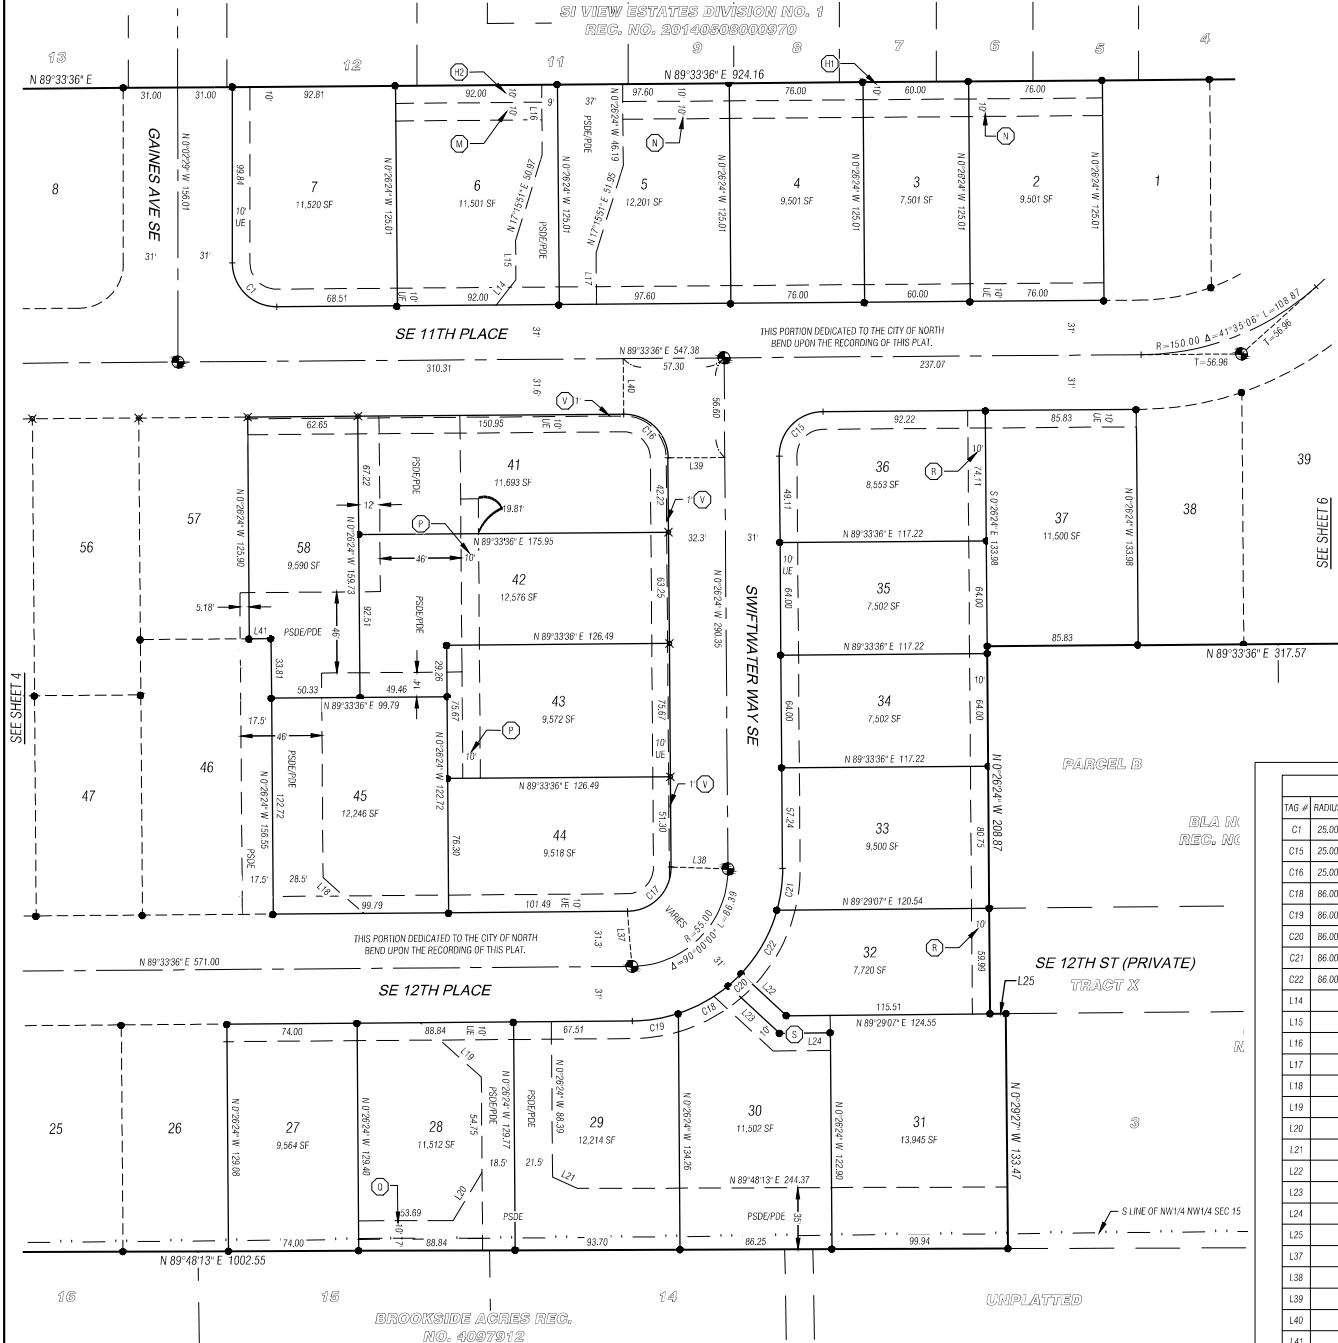 SI VIEW ESTATES DIVISION NO. 1
REC. NO. 20140508000970
13
12
11
9
8
7
6
5
4
N 89°33'36" E
N 89°33'36" E 924.16
H2
H1
31.00
31.00
10'
92.81
92.00
10'
9'
37'
97.60
10'
76.00
10'
60.00
76.00
10'
M
10'
L16
N
N
GAINES AVE SE
N 0°02'29" W 156.01
99.84
10'
UE
PSDE/PDE
N 0°26'24" W 46.19
N 0°26'24" W 125.01
N 0°26'24" W 125.01
N 0°26'24" W 125.01
N 0°26'24" W 125.01
N 0°26'24" W 125.01
N 0°26'24" W 125.01
N 17°15'51" E 50.97
N 17°15'51" E 51.95
PSDE/PDE
8
7
11,520 SF
6
11,501 SF
5
12,201 SF
4
9,501 SF
3
7,501 SF
2
9,501 SF
1
31'
31'
L15
L14
L17
C1
68.51
UE
10'
92.00
97.60
76.00
60.00
UE
10'
76.00
SE 11TH PLACE
31'
THIS PORTION DEDICATED TO THE CITY OF NORTH
BEND UPON THE RECORDING OF THIS PLAT.
31'
R=150.00 Δ=41°35'06" L=108.87
T=56.96
T=56.96
N 89°33'36" E 547.38
310.31
57.30
237.07
31.6'
L40
56.60
31'
V
1'
62.65
150.95
UE
10'
C16
C15
92.22
85.83
UE
10'
67.22
PSDE/PDE
41
11,693 SF
L39
36
8,553 SF
R
10'
74.11
39
12'
19.81'
42.22
1'
V
49.11
57
56
N 0°26'24" W 125.90
58
9,590 SF
N 0°26'24" W 159.73
P
N 89°33'36" E 175.95
46'
10'
32.3'
31'
N 89°33'36" E 117.22
S 0°26'24" E 133.98
37
11,500 SF
N 0°26'24" W 133.98
38
SEE SHEET 6
42
12,576 SF
63.25
N 0°26'24" W 290.35
SWIFTWATER WAY SE
10'
UE
64.00
35
7,502 SF
64.00
5.18'
92.51
PSDE/PDE
L41
PSDE/PDE
46'
N 89°33'36" E 126.49
N 89°33'36" E 117.22
85.83
N 89°33'36" E 317.57
33.81
29.26
14'
SEE SHEET 4
50.33
49.46
N 89°33'36" E 99.79
75.67
43
9,572 SF
75.67
10'
UE
64.00
34
7,502 SF
10'
64.00
17.5'
46'
P
10'
47
46
PSDE/PDE
N 0°26'24" W 156.55
122.72
N 0°26'24" W 122.72
N 89°33'36" E 126.49
N 89°33'36" E 117.22
N 0°26'24" W 208.87
PARCEL B
45
12,246 SF
44
9,518 SF
1'
V
51.30
57.24
33
9,500 SF
80.75
BLA N
REC. NO
76.30
PSDE
17.5'
28.5'
L18
L38
C17
C21
99.79
101.49
UE
10'
N 89°29'07" E 120.54
VARIES
R=55.00
Δ=90°00'00" L=86.39
THIS PORTION DEDICATED TO THE CITY OF NORTH
BEND UPON THE RECORDING OF THIS PLAT.
31.3'
L37
10'
R
C22
32
7,720 SF
59.99
N 89°33'36" E 571.00
31'
SE 12TH ST (PRIVATE)
TRACT X
SE 12TH PLACE
31'
C20
L22
L25
C18
C19
L23
10'
S
L24
115.51
N 89°29'07" E 124.55
74.00
88.84
UE
10'
67.51
L19
N 0°26'24" W 129.08
N 0°26'24" W 129.40
54.75
PSDE/PDE
N 0°26'24" W 129.77
PSDE/PDE
N 0°26'24" W 88.39
N 0°26'24" W 134.26
N 0°26'24" W 122.90
N 0°29'27" W 133.47
N
25
26
27
9,564 SF
28
11,512 SF
29
12,214 SF
30
11,502 SF
31
13,945 SF
3
18.5'
21.5'
L21
L20
Q
N 89°48'13" E 244.37
53.69
PSDE
PSDE/PDE
35'
S LINE OF NW1/4 NW1/4 SEC 15
10'
17'
74.00
88.84
93.70
86.25
99.94
N 89°48'13" E 1002.55
16
15
14
UNPLATTED
BROOKSIDE ACRES REC.
NO. 4097912
TAG # RADIUS
C1 25.00
C15 25.00
C16 25.00
C18 86.00
C19 86.00
C20 86.00
C21 86.00
C22 86.00
L14
L15
L16
L17
L18
L19
L20
L21
L22
L23
L24
L25
L37
L38
L39
L40
L41